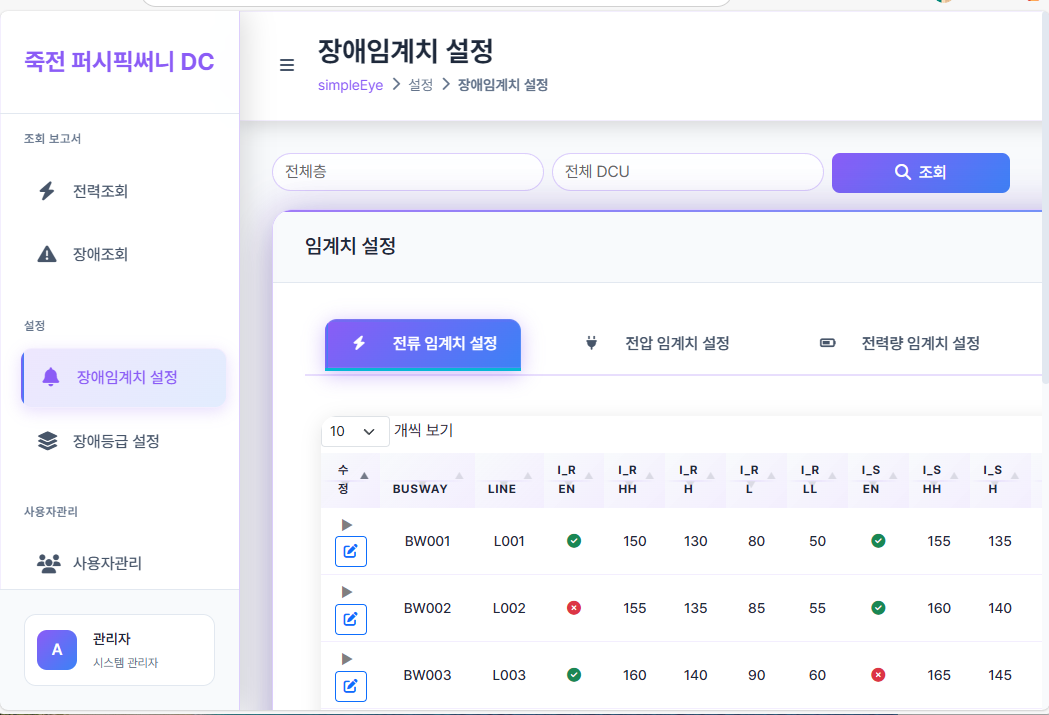 죽전 퍼시픽써니 DC
조회 보고서
전력조회
장애조회
설정
장애임계치 설정
장애등급 설정
사용자관리
사용자관리
A
관리자
시스템 관리자
장애임계치 설정
simpleEye > 설정 > 장애임계치 설정
전체층 전체 DCU 조회
임계치 설정
전류 임계치 설정 전압 임계치 설정 전력량 임계치 설정
10 개씩 보기
수정 BUSWAY LINE I_R EN I_R HH I_R H I_R L I_R LL I_S EN I_S HH I_S H
BW001 L001 150 130 80 50 155 135
BW002 L002 155 135 85 55 160 140
BW003 L003 160 140 90 60 165 145